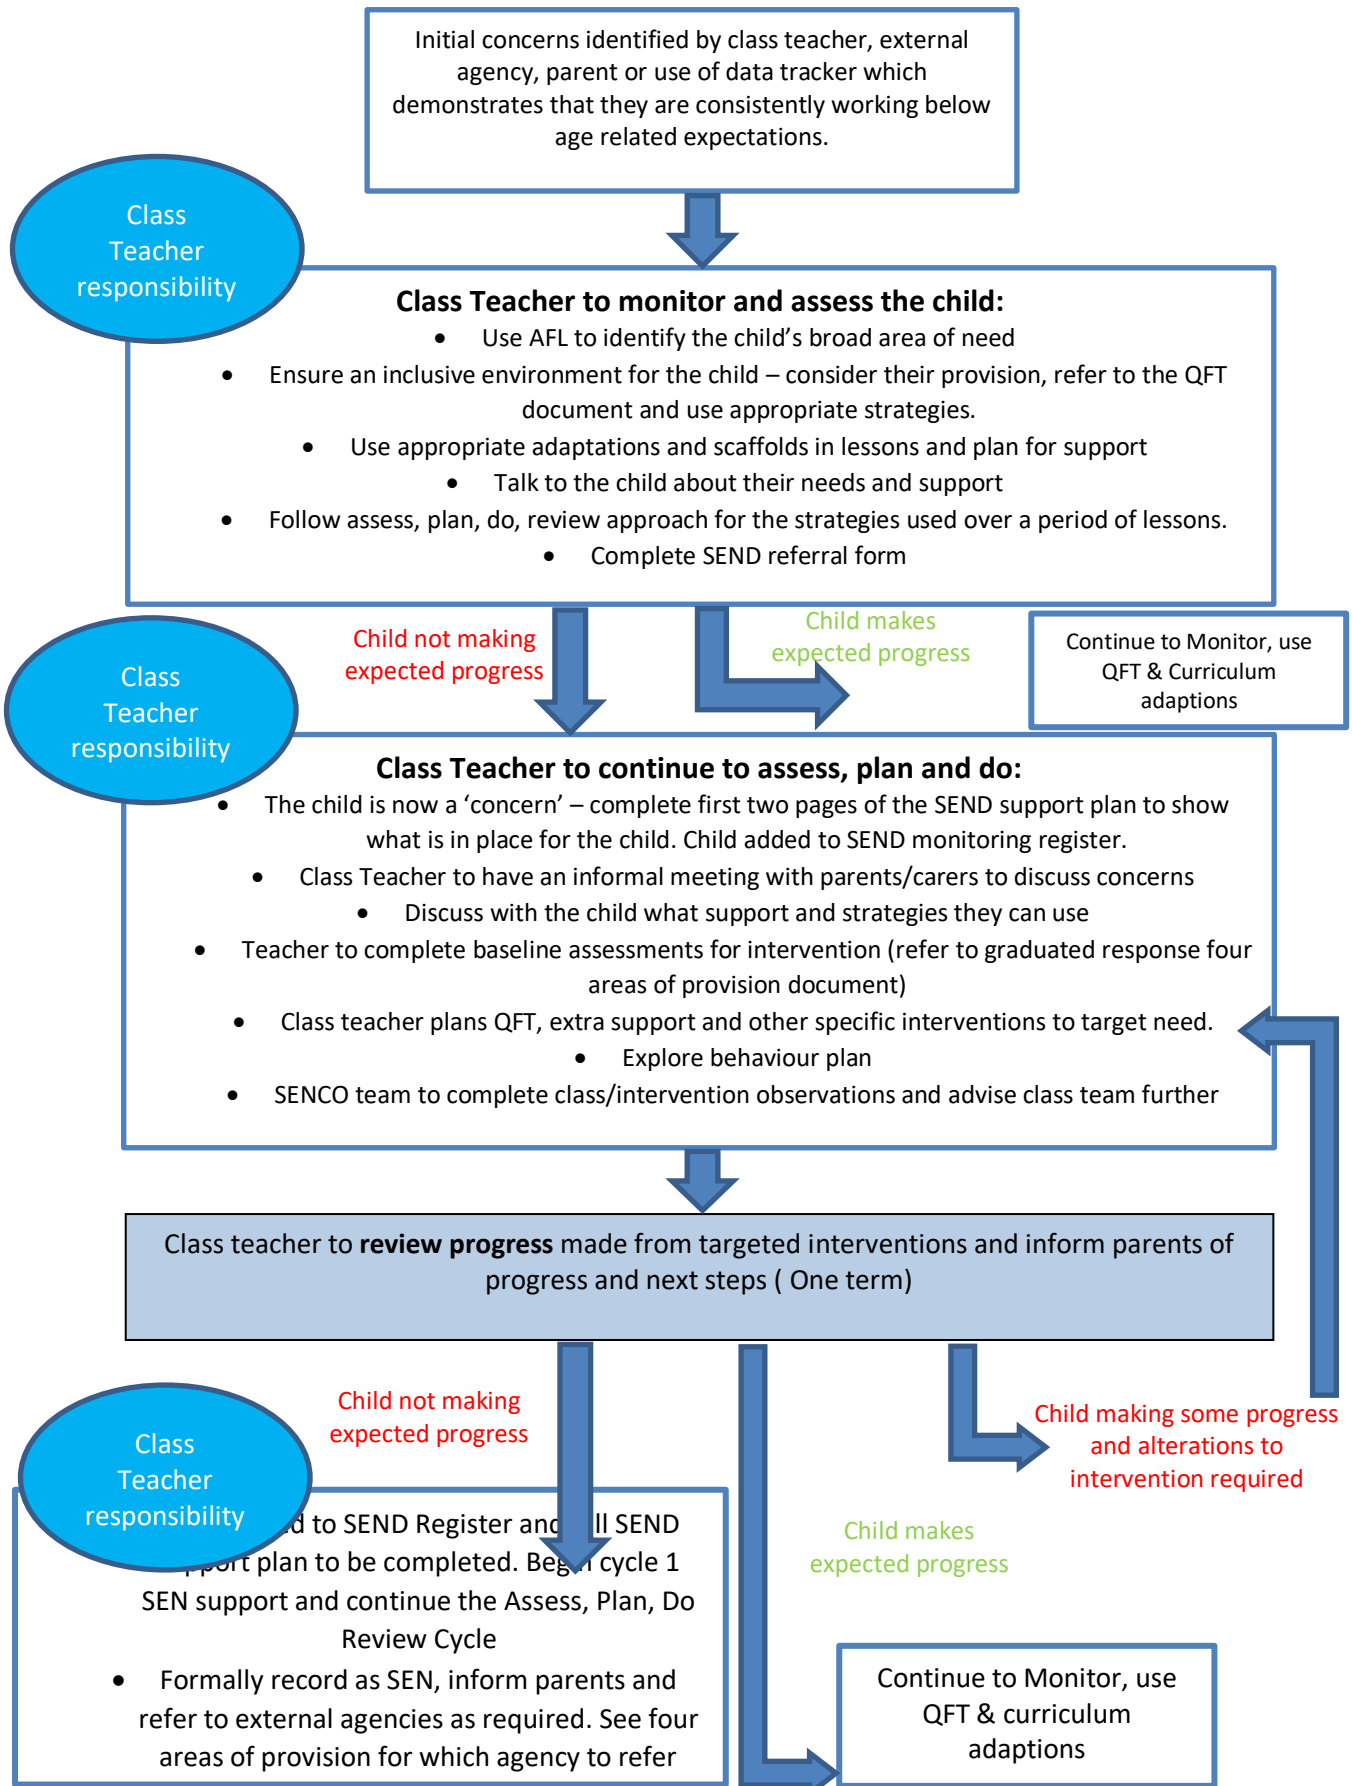 Initial concerns identified by class teacher, external
agency, parent or use of data tracker which
demonstrates that they are consistently working below
age related expectations.
Class
Teacher
responsibility
Class Teacher to monitor and assess the child:
• Use AFL to identify the child's broad area of need
• Ensure an inclusive environment for the child – consider their provision, refer to the QFT
document and use appropriate strategies.
• Use appropriate adaptations and scaffolds in lessons and plan for support
• Talk to the child about their needs and support
• Follow assess, plan, do, review approach for the strategies used over a period of lessons.
• Complete SEND referral form
Child not making
expected progress
Child makes
expected progress
Continue to Monitor, use
QFT & Curriculum
adaptions
Class
Teacher
responsibility
Class Teacher to continue to assess, plan and do:
• The child is now a 'concern' – complete first two pages of the SEND support plan to show
what is in place for the child. Child added to SEND monitoring register.
• Class Teacher to have an informal meeting with parents/carers to discuss concerns
• Discuss with the child what support and strategies they can use
• Teacher to complete baseline assessments for intervention (refer to graduated response four
areas of provision document)
• Class teacher plans QFT, extra support and other specific interventions to target need.
• Explore behaviour plan
• SENCO team to complete class/intervention observations and advise class team further
Class teacher to review progress made from targeted interventions and inform parents of
progress and next steps ( One term)
Child not making
expected progress
Child making some progress
and alterations to
intervention required
Child makes
expected progress
Class
Teacher
responsibility
to SEND Register and SEND
plan to be completed. Begin cycle 1
SEN support and continue the Assess, Plan, Do
Review Cycle
• Formally record as SEN, inform parents and
refer to external agencies as required. See four
areas of provision for which agency to refer
Continue to Monitor, use
QFT & curriculum
adaptions